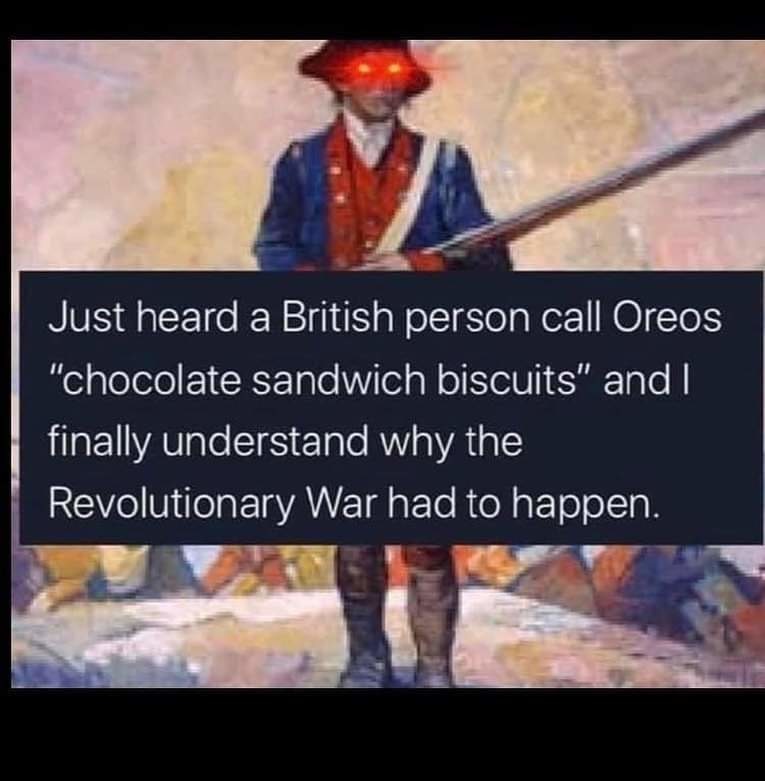 Just heard a British person call Oreos
"chocolate sandwich biscuits" and I
finally understand why the
Revolutionary War had to happen.